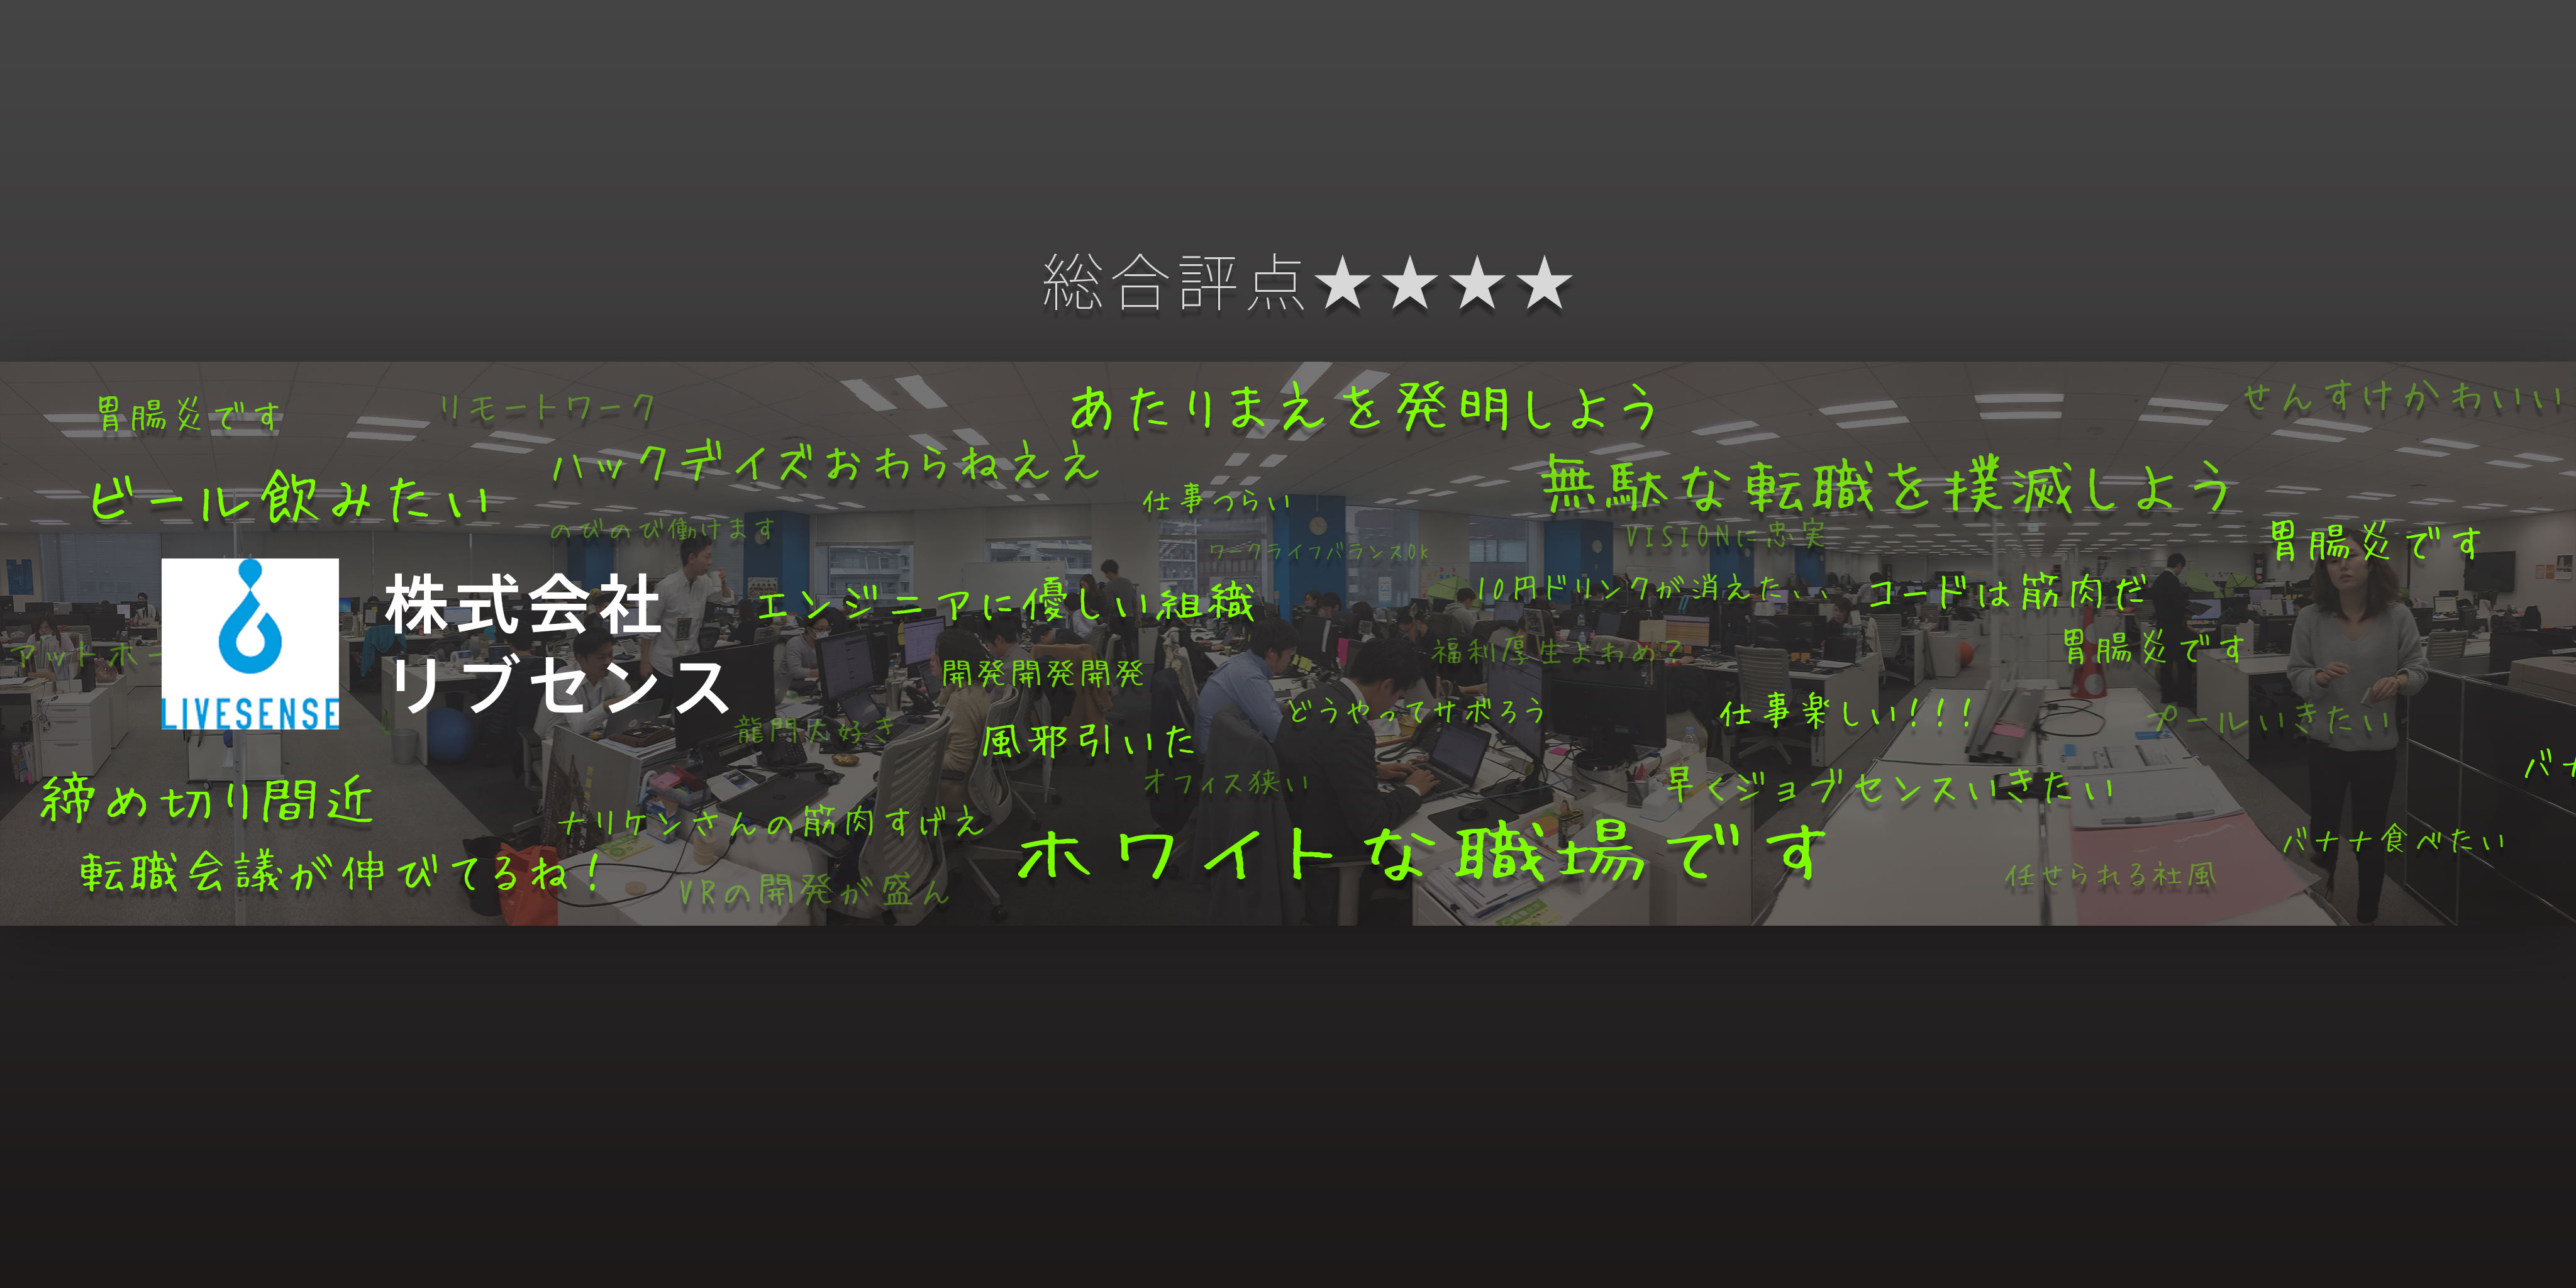 総合評点★★★★
胃腸炎です
リモートワーク
あたりまえを発明しよう
せんすけかわいい
ハックデイズおわらねええ
ビール飲みたい
仕事つらい
無駄な転職を撲滅しよう
のびのび働けます
VISIONに忠実
胃腸炎です
ワークライフバランスOK
株式会社
リブセンス
LIVESENSE
エンジニアに優しい組織
10円ドリンクが消えた、、、
コードは筋肉だ
アットホー
開発開発開発
福利厚生よわめ?
胃腸炎です
龍門大好き
風邪引いた
どうやってサボろう
仕事楽しい!!!
プールいきたい
オフィス狭い
早くジョブセンスいきたい
バナ
締め切り間近
ナリケンさんの筋肉すげえ
ホワイトな職場です
バナナ食べたい
転職会議が伸びてるね!
VRの開発が盛ん
任せられる社風